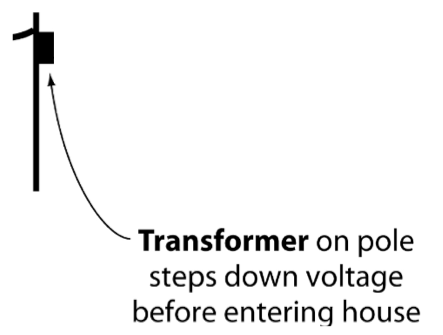 Transformer on pole
steps down voltage
before entering house